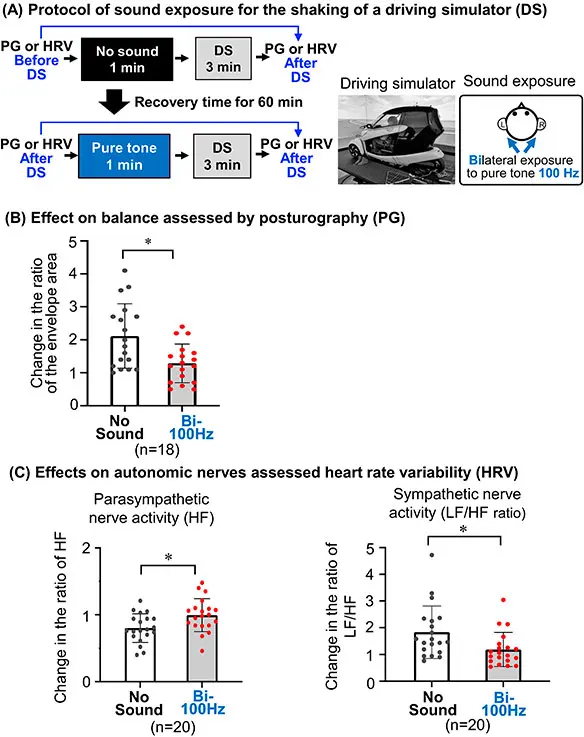 (A) Protocol of sound exposure for the shaking of a driving simulator (DS)
PG or HRV
Before
DS
No sound
1 min
DS
3 min
PG or HRV
After
DS
Recovery time for 60 min
PG or HRV
After
DS
Pure tone
1 min
DS
3 min
PG or HRV
After
DS
Driving simulator
Sound exposure
L
R
Bilateral exposure
to pure tone 100 Hz
(B) Effect on balance assessed by posturography (PG)
Change in the ratio
of the envelope area
5
4
3
2
1
0
*
No
Sound
Bi-
100Hz
(n=18)
(C) Effects on autonomic nerves assessed heart rate variability (HRV)
Parasympathetic
nerve activity (HF)
Change in the ratio of HF
2
1
0
*
No
Sound
Bi-
100Hz
(n=20)
Sympathetic nerve
activity (LF/HF ratio)
Change in the ratio of
LF/HF
5
4
3
2
1
0
*
No
Sound
Bi-
100Hz
(n=20)